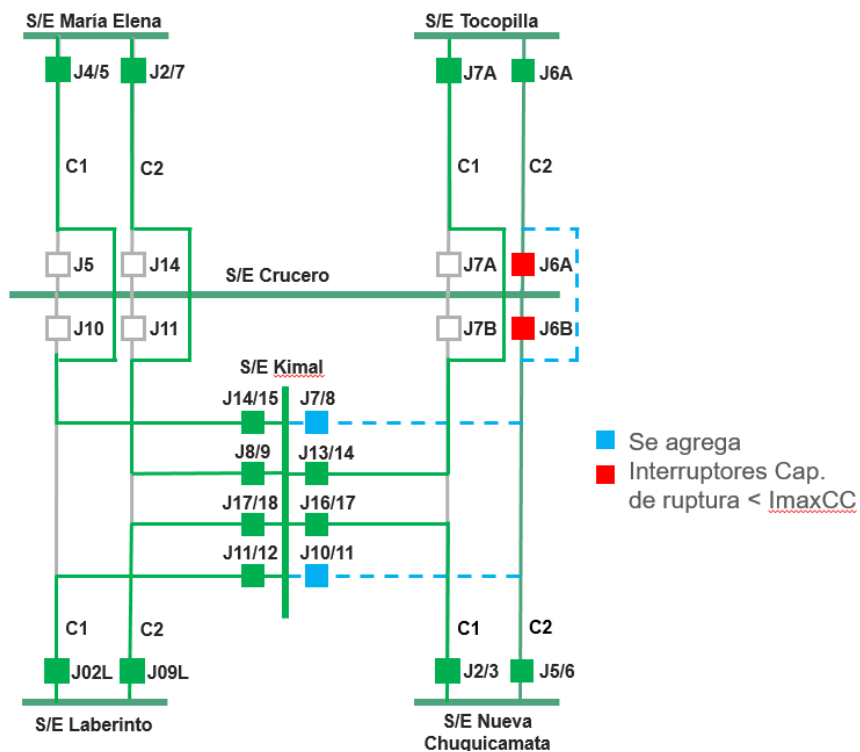 S/E María Elena
S/E Tocopilla
J4/5
J2/7
J7A
J6A
C1
C2
C1
C2
J5
J14
J7A
J6A
S/E Crucero
J10
J11
J7B
J6B
S/E Kimal
J14/15
J7/8
J8/9
J13/14
J17/18
J16/17
J11/12
J10/11
Se agrega
Interruptores Cap.
de ruptura < ImaxCC
C1
C2
C1
C2
J02L
J09L
J2/3
J5/6
S/E Laberinto
S/E Nueva
Chuquicamata